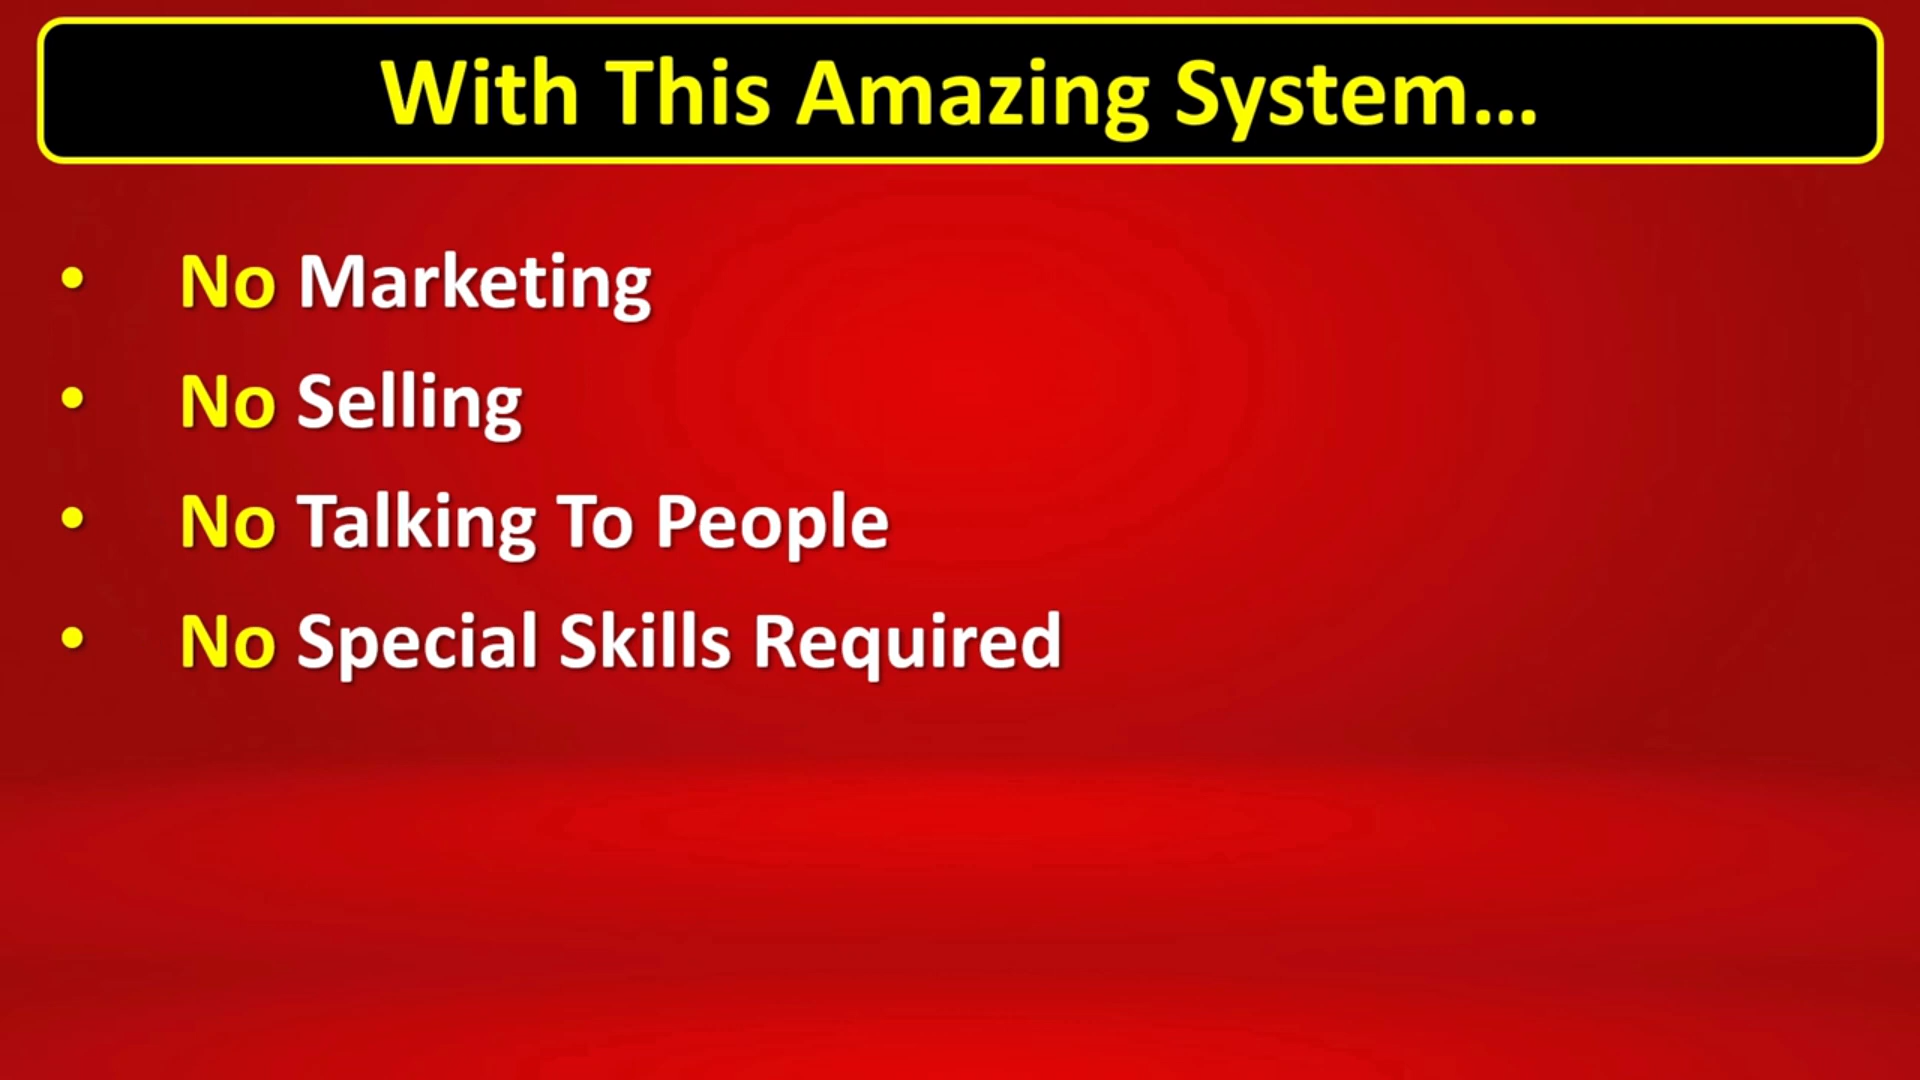 With This Amazing System...
• No Marketing
• No Selling
• No Talking To People
• No Special Skills Required